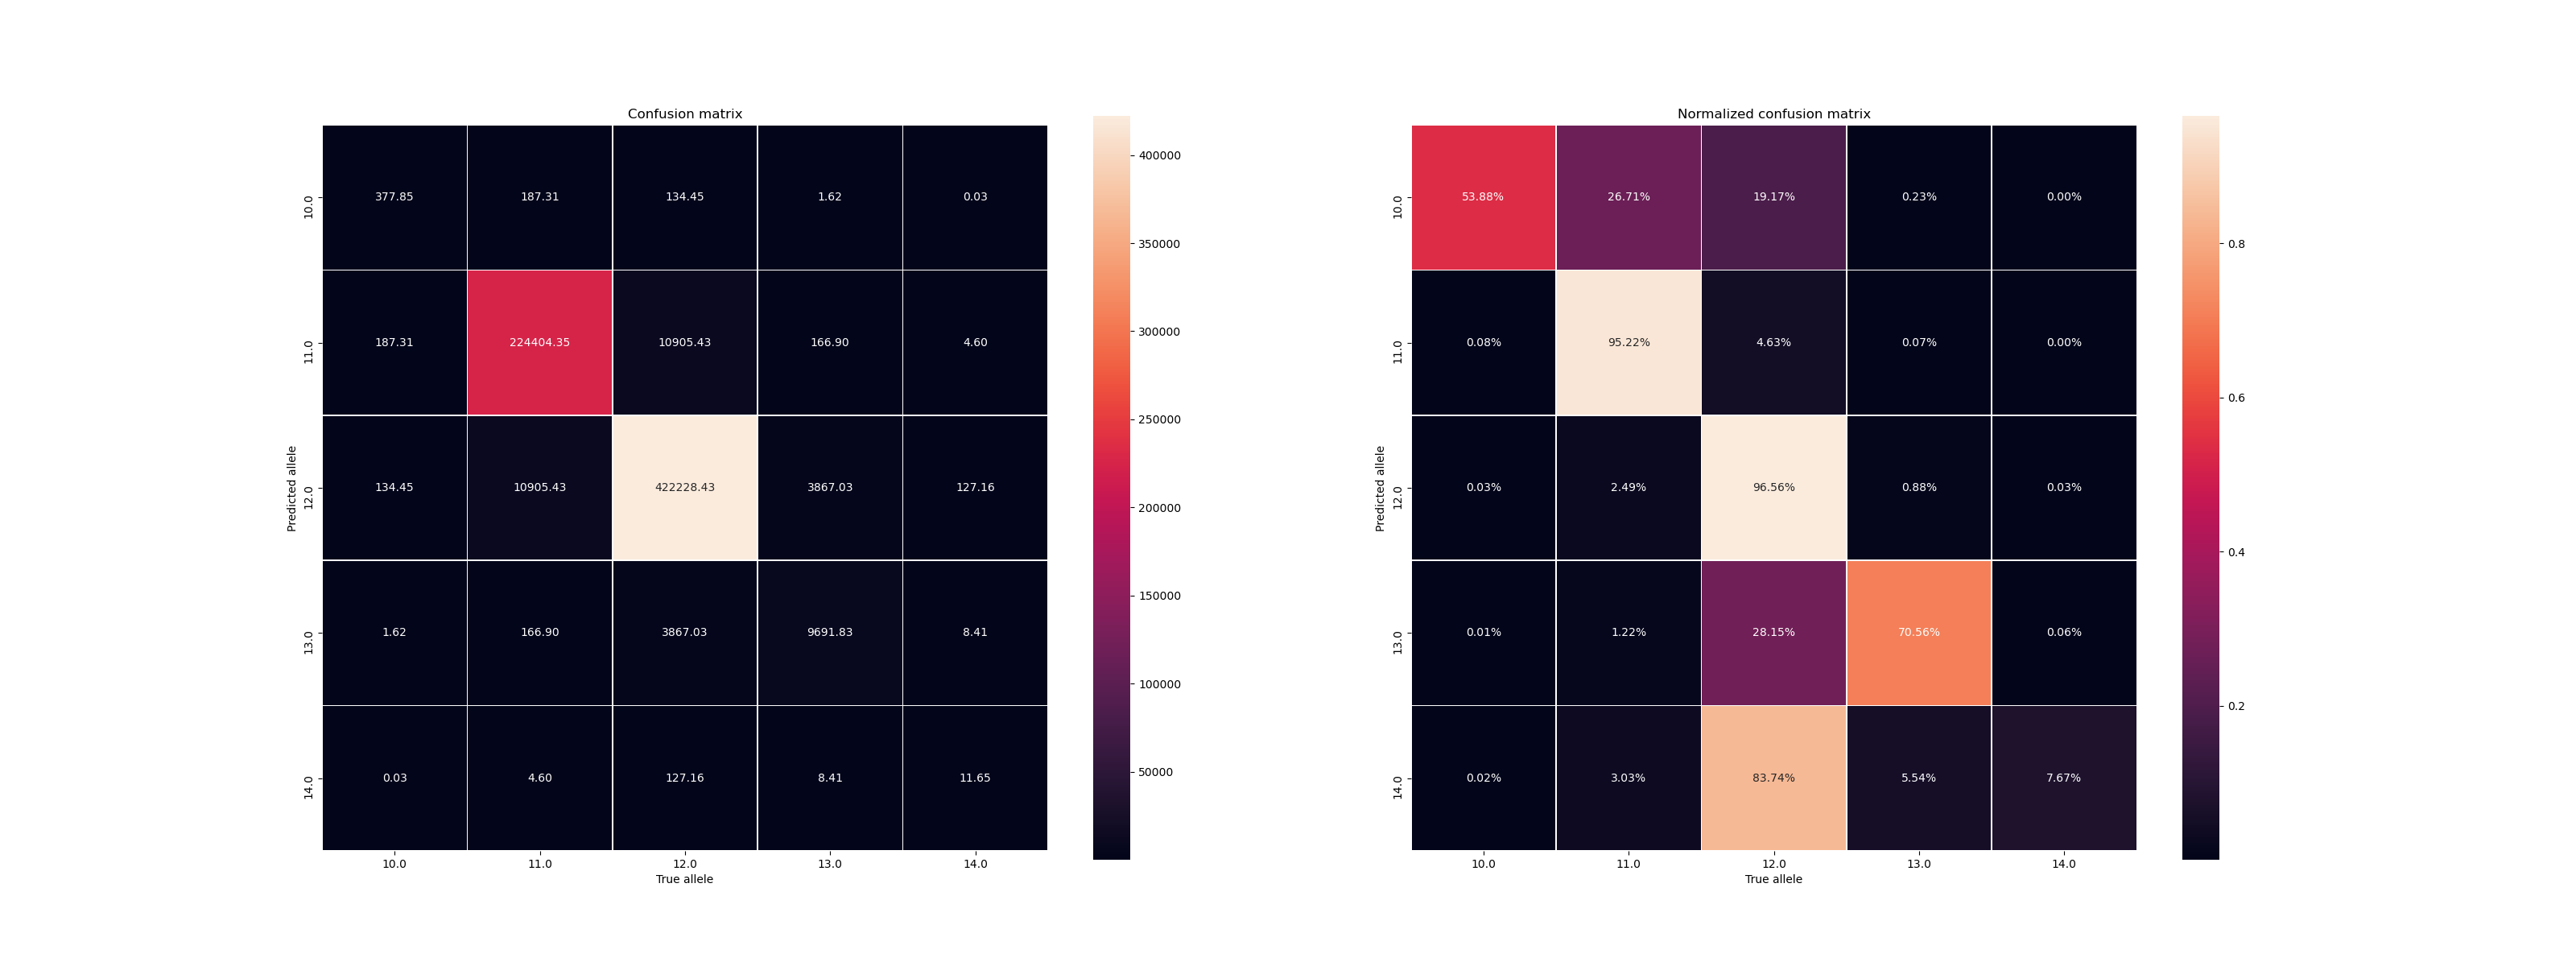 Confusion matrix
377.85 187.31 134.45 1.62 0.03
187.31 224404.35 10905.43 166.90 4.60
134.45 10905.43 422228.43 3867.03 127.16
1.62 166.90 3867.03 9691.83 8.41
0.03 4.60 127.16 8.41 11.65
10.0
11.0
12.0
13.0
14.0
Predicted allele
10.0 11.0 12.0 13.0 14.0
True allele
400000
350000
300000
250000
200000
150000
100000
50000
Normalized confusion matrix
53.88% 26.71% 19.17% 0.23% 0.00%
0.08% 95.22% 4.63% 0.07% 0.00%
0.03% 2.49% 96.56% 0.88% 0.03%
0.01% 1.22% 28.15% 70.56% 0.06%
0.02% 3.03% 83.74% 5.54% 7.67%
10.0
11.0
12.0
13.0
14.0
Predicted allele
10.0 11.0 12.0 13.0 14.0
True allele
0.8
0.6
0.4
0.2